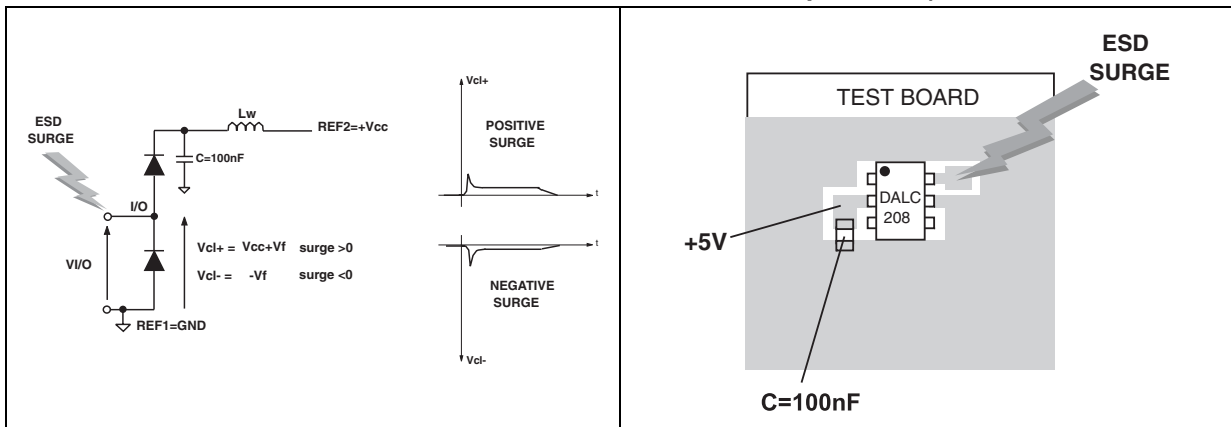 ESD
SURGE
Lw
REF2=+Vcc
C=100nF
I/O
VI/O
Vcl+ = Vcc+Vf surge >0
Vcl- = -Vf surge <0
REF1=GND
Vcl+
POSITIVE
SURGE
t
t
NEGATIVE
SURGE
Vcl-
ESD
SURGE
TEST BOARD
DALC
208
+5V
C=100nF